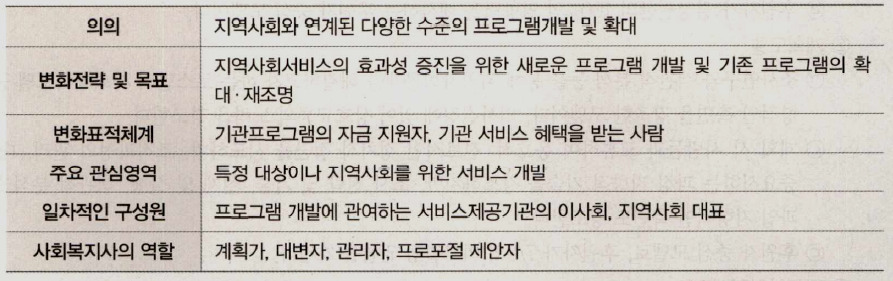 의의 지역사회와 연계된 다양한 수준의 프로그램개발 및 확대
변화전략 및 목표 지역사회서비스의 효과성 증진을 위한 새로운 프로그램 개발 및 기존 프로그램의 확
대·재조명
변화표적체계 기관프로그램의 자금 지원자, 기관 서비스 혜택을 받는 사람
주요 관심영역 특정 대상이나 지역사회를 위한 서비스 개발
일차적인 구성원 프로그램 개발에 관여하는 서비스제공기관의 이사회, 지역사회 대표
사회복지사의 역할 계획가, 대변자, 관리자, 프로포절 제안자